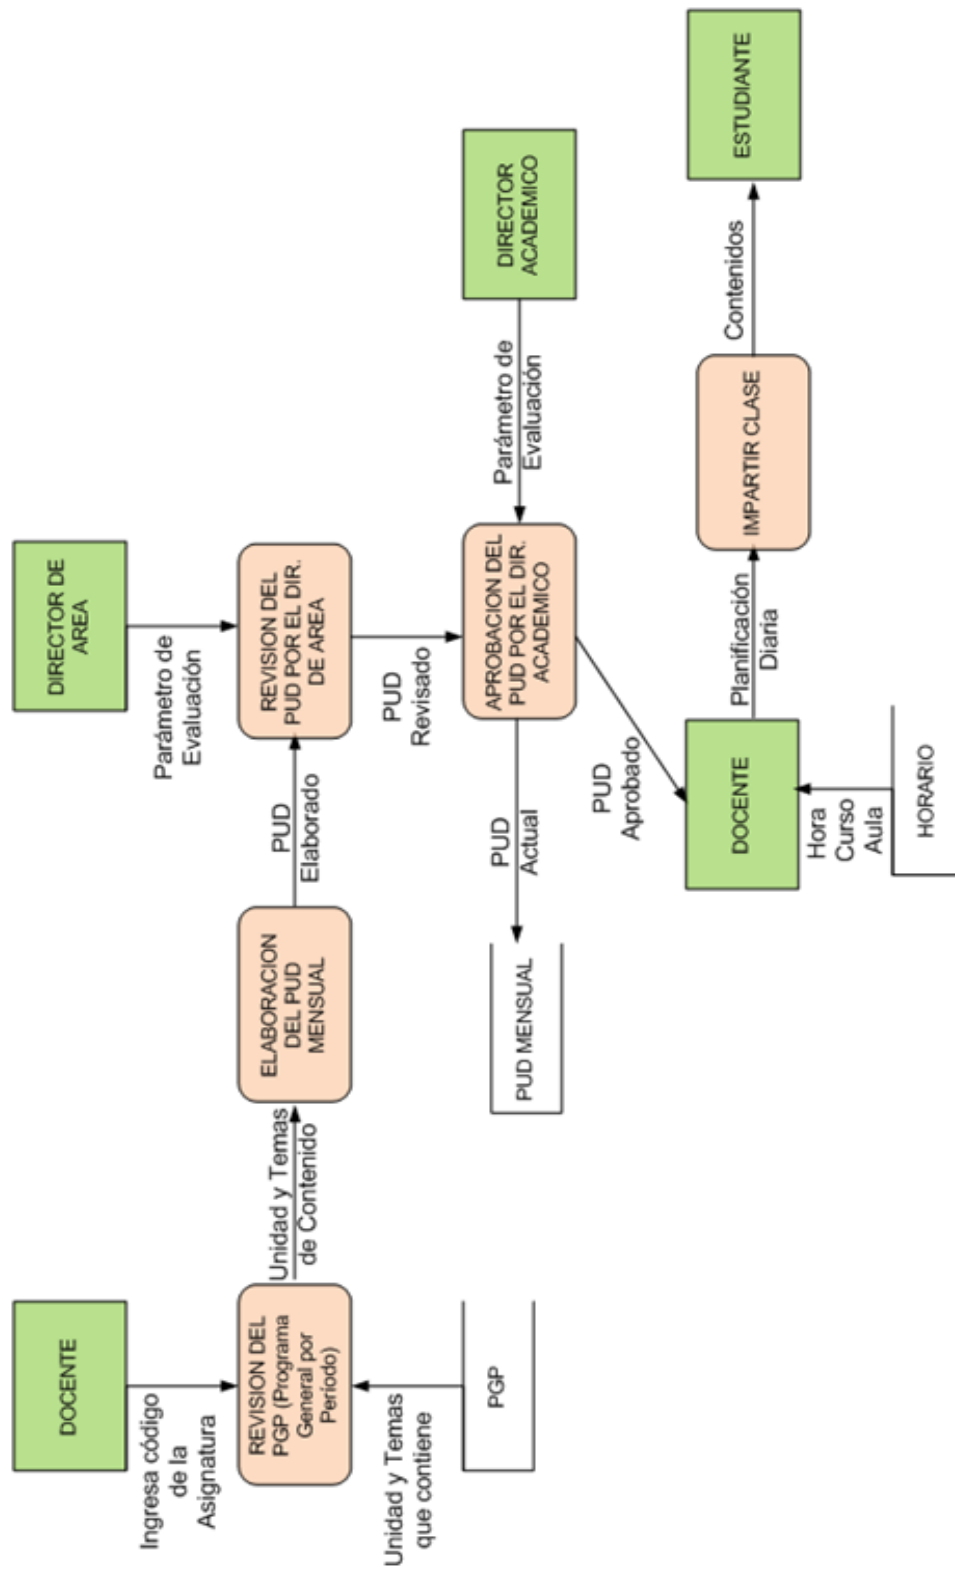 DOCENTE
Ingresa código
de la
Asignatura
REVISION DEL
PGP (Programa
General por
Período)
Unidad y Temas
que contiene
PGP
Unidad y Temas
de Contenido
ELABORACION
DEL PUD
MENSUAL
PUD
Elaborado
DIRECTOR DE
AREA
Parámetro de
Evaluación
REVISION DEL
PUD POR EL DIR.
DE AREA
PUD
Revisado
DIRECTOR
ACADEMICO
Parámetro de
Evaluación
APROBACION DEL
PUD POR EL DIR.
ACADEMICO
PUD
Actual
PUD MENSUAL
PUD
Aprobado
DOCENTE
Hora
Curso
Aula
HORARIO
Planificación
Diaria
IMPARTIR CLASE
Contenidos
ESTUDIANTE